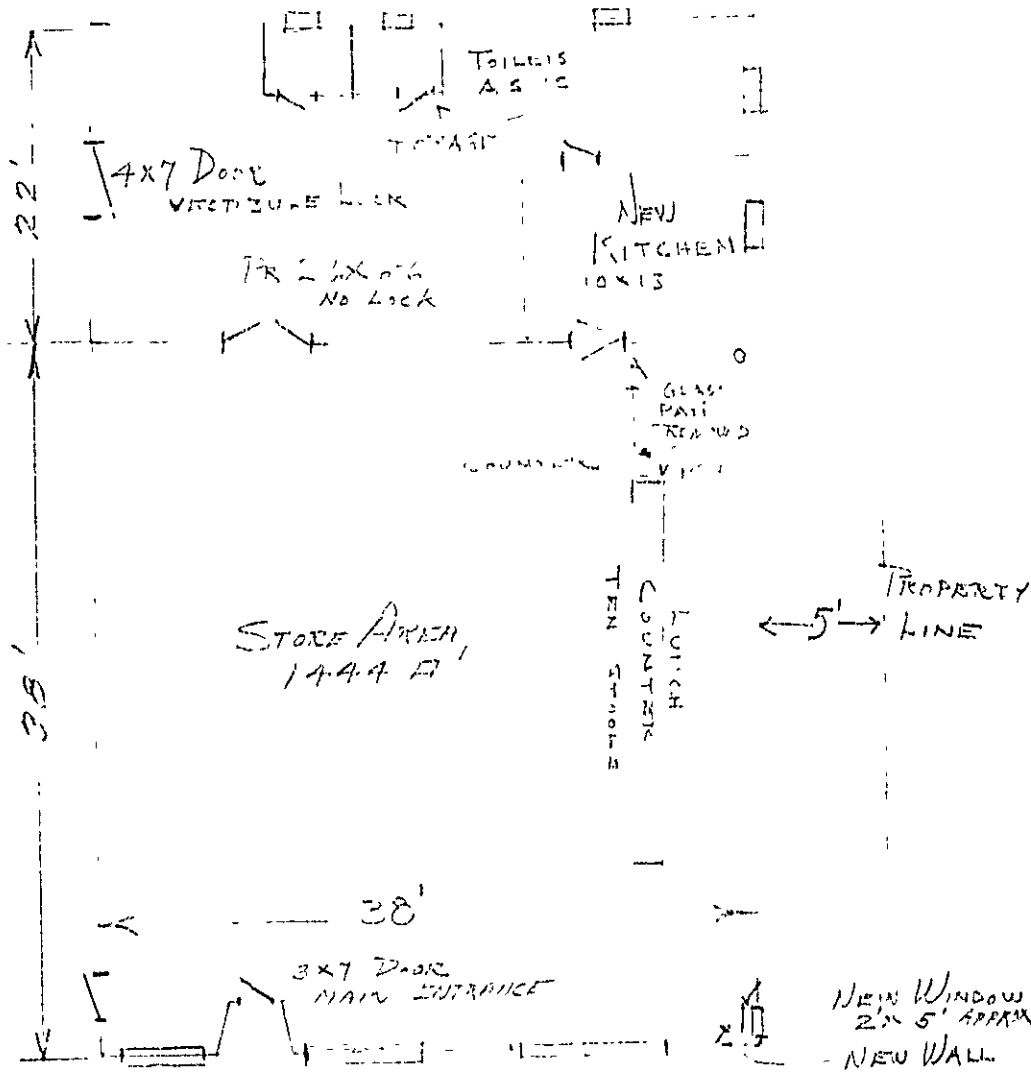 TOILETS
AS IS
22'
4X7 DOOR
LOCK
NEW
KITCHEN
10X13
NO LOCK
GLASS
38'
STORE AREA,
1444
LUNCH
COUNTER
TEN STOOLS
5'
PROPERTY
LINE
38'
3X7 DOOR
MAIN ENTRANCE
NEW WINDOW
2'X 5' APPROX
NEW WALL